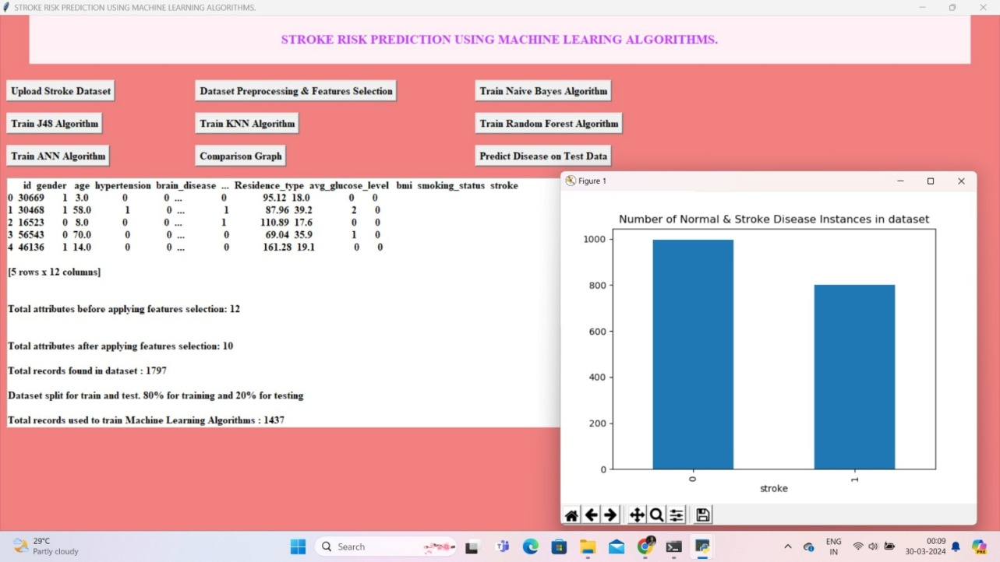 STROKE RISK PREDICTION USING MACHINE LEARNING ALGORITHMS.
STROKE RISK PREDICTION USING MACHINE LEARING ALGORITHMS.
Upload Stroke Dataset
Dataset Preprocessing & Features Selection
Train Naive Bayes Algorithm
Train J48 Algorithm
Train KNN Algorithm
Train Random Forest Algorithm
Train ANN Algorithm
Comparison Graph
Predict Disease on Test Data
id gender age hypertension brain_disease ... Residence_type avg_glucose_level bmi smoking_status stroke
0 30669 1 3.0 0 0 ... 0 95.12 18.0 0 0
1 30468 1 58.0 1 0 ... 1 87.96 39.2 2 0
2 16523 0 8.0 0 0 ... 1 110.89 17.6 0 0
3 56543 0 70.0 0 0 ... 0 69.04 35.9 1 0
4 46136 1 14.0 0 0 ... 0 161.28 19.1 0 0
[5 rows x 12 columns]
Total attributes before applying features selection: 12
Total attributes after applying features selection: 10
Total records found in dataset : 1797
Dataset split for train and test. 80% for training and 20% for testing
Total records used to train Machine Learning Algorithms : 1437
Figure 1
Number of Normal & Stroke Disease Instances in dataset
1000
800
600
400
200
0
0
1
stroke
29°C
Partly cloudy
Search
ENG
IN
00:09
30-03-2024
PRE